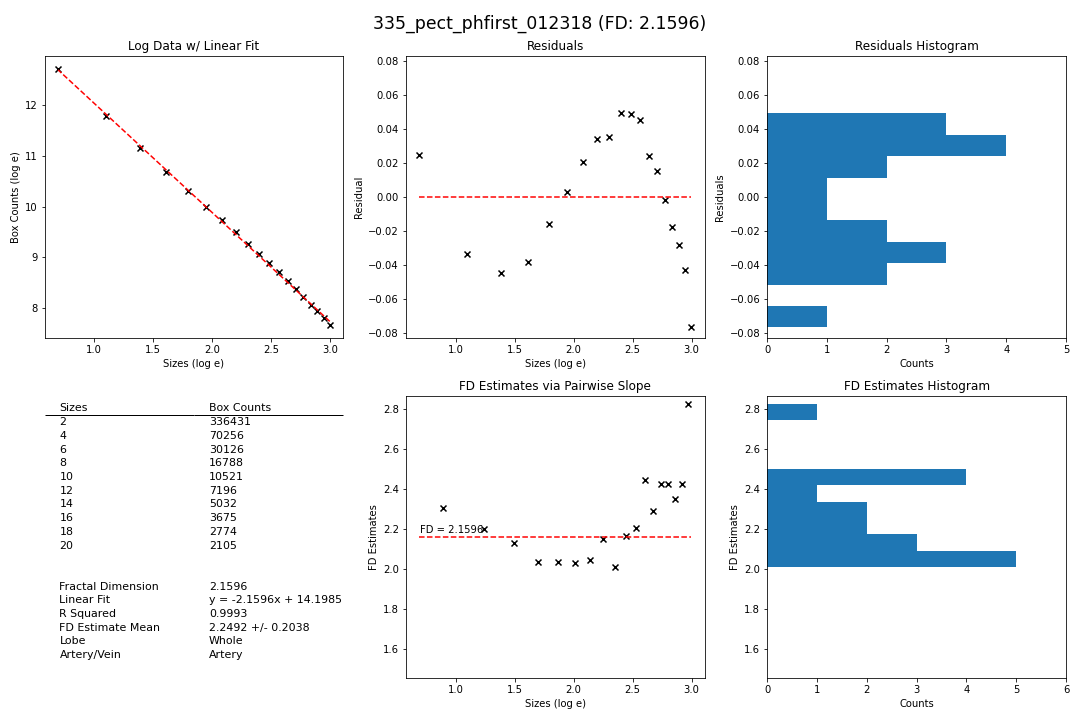 335_pect_phfirst_012318 (FD: 2.1596)
Log Data w/ Linear Fit
Box Counts (log e)
12
11
10
9
8
1.0 1.5 2.0 2.5 3.0
Sizes (log e)
Residuals
Residual
0.08
0.06
0.04
0.02
0.00
−0.02
−0.04
−0.06
−0.08
1.0 1.5 2.0 2.5 3.0
Sizes (log e)
Residuals Histogram
Residuals
0.08
0.06
0.04
0.02
0.00
−0.02
−0.04
−0.06
−0.08
0 1 2 3 4 5
Counts
Sizes Box Counts
2 336431
4 70256
6 30126
8 16788
10 10521
12 7196
14 5032
16 3675
18 2774
20 2105
Fractal Dimension 2.1596
Linear Fit y = -2.1596x + 14.1985
R Squared 0.9993
FD Estimate Mean 2.2492 +/- 0.2038
Lobe Whole
Artery/Vein Artery
FD Estimates via Pairwise Slope
FD Estimates
2.8
2.6
2.4
2.2
2.0
1.8
1.6
FD = 2.1596
1.0 1.5 2.0 2.5 3.0
Sizes (log e)
FD Estimates Histogram
FD Estimates
2.8
2.6
2.4
2.2
2.0
1.8
1.6
0 1 2 3 4 5 6
Counts